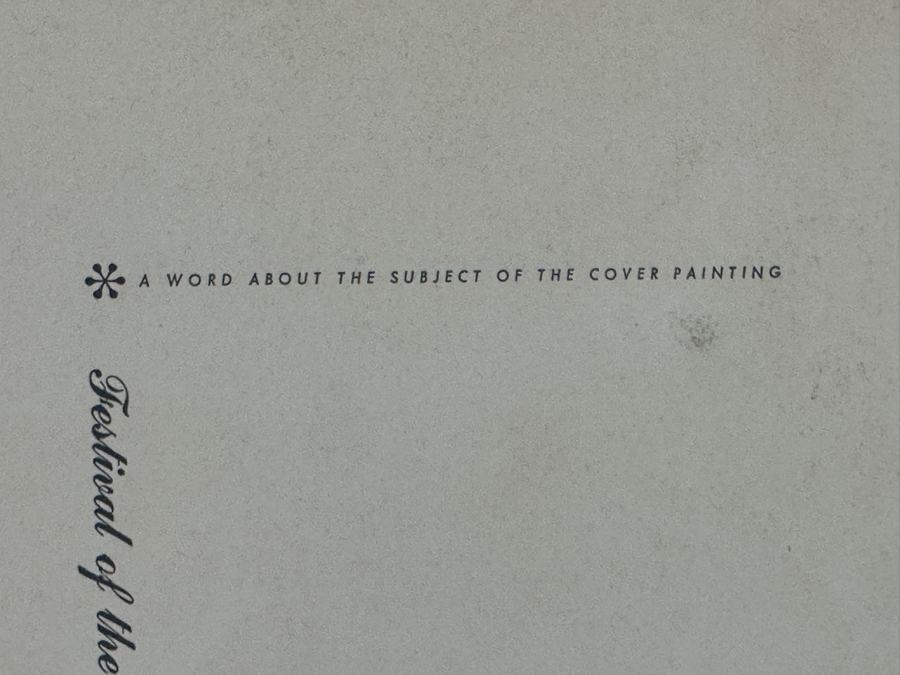 * A WORD ABOUT THE SUBJECT OF THE COVER PAINTING
Festival of the